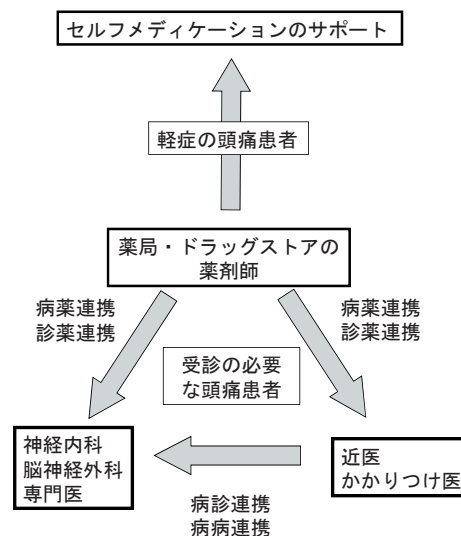 セルフメディケーションのサポート
軽症の頭痛患者
薬局・ドラッグストアの
薬剤師
病薬連携
診薬連携
病薬連携
診薬連携
受診の必要
な頭痛患者
神経内科
脳神経外科
専門医
近医
かかりつけ医
病診連携
病病連携